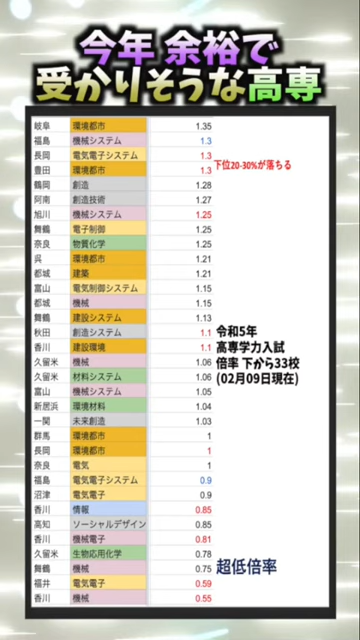 今年 余裕で
受かりそうな高専
岐阜 環境都市 1.35
福島 機械システム 1.3
長岡 電気電子システム 1.3
豊田 環境都市 1.3
下位20-30%が落ちる
鶴岡 創造 1.28
阿南 創造技術 1.27
旭川 機械システム 1.25
舞鶴 電子制御 1.25
奈良 物質化学 1.25
呉 環境都市 1.21
都城 建築 1.21
富山 電気制御システム 1.15
都城 機械 1.15
舞鶴 建設システム 1.13
秋田 創造システム 1.1
香川 建設環境 1.1
久留米 機械 1.06
久留米 材料システム 1.06
富山 機械システム 1.05
新居浜 環境材料 1.04
一関 未来創造 1.03
令和5年
高専学力入試
倍率 下から33校
(02月09日現在)
群馬 環境都市 1
長岡 環境都市 1
奈良 電気 1
福島 電気電子システム 0.9
沼津 電気電子 0.9
香川 情報 0.85
高知 ソーシャルデザイン 0.85
香川 機械電子 0.81
久留米 生物応用化学 0.78
舞鶴 機械 0.75
超低倍率
福井 電気電子 0.59
香川 機械 0.55